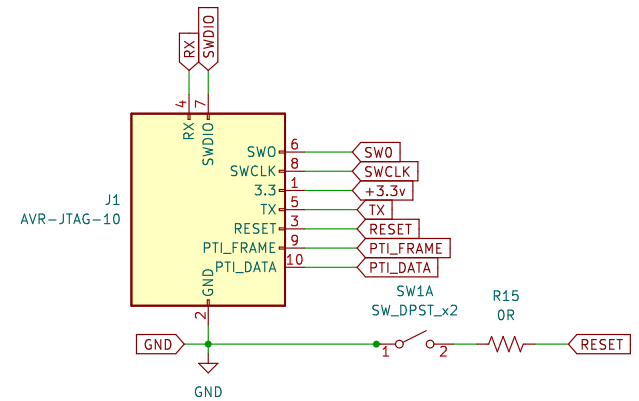 RX
SWDIO
4
7
RX
SWDIO
SWO
6
SW0
SWCLK
8
SWCLK
3.3
1
+3.3v
J1
AVR-JTAG-10
TX
5
TX
RESET
3
RESET
PTI_FRAME
9
PTI_FRAME
PTI_DATA
10
PTI_DATA
GND
2
SW1A
SW_DPST_x2
R15
0R
GND
1
2
RESET
GND